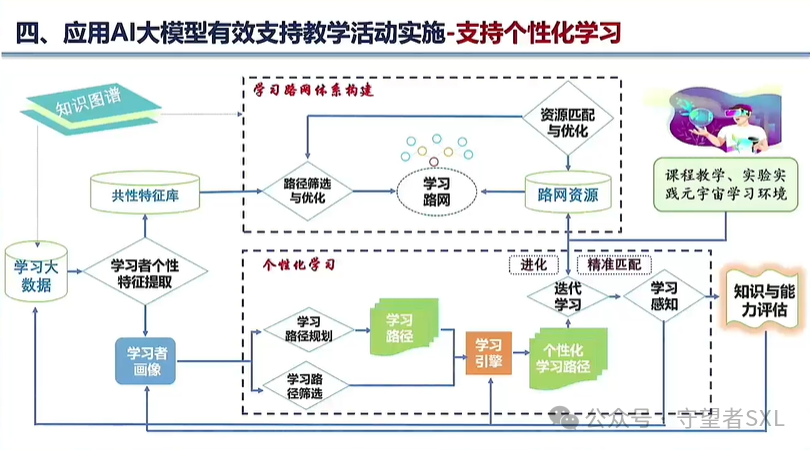 四、应用AI大模型有效支持教学活动实施-支持个性化学习
知识图谱
学习路网体系构建
资源匹配
与优化
共性特征库
路径筛选
与优化
学习
路网
路网资源
课程教学、实验实
践元宇宙学习环境
学习大
数据
学习者个性
特征提取
个性化学习
进化
精准匹配
迭代
学习
学习
感知
知识与能
力评估
学习者
画像
学习
路径规划
学习
路径
学习路
径筛选
学习
引擎
个性化
学习路径
公众号·守望者SXL